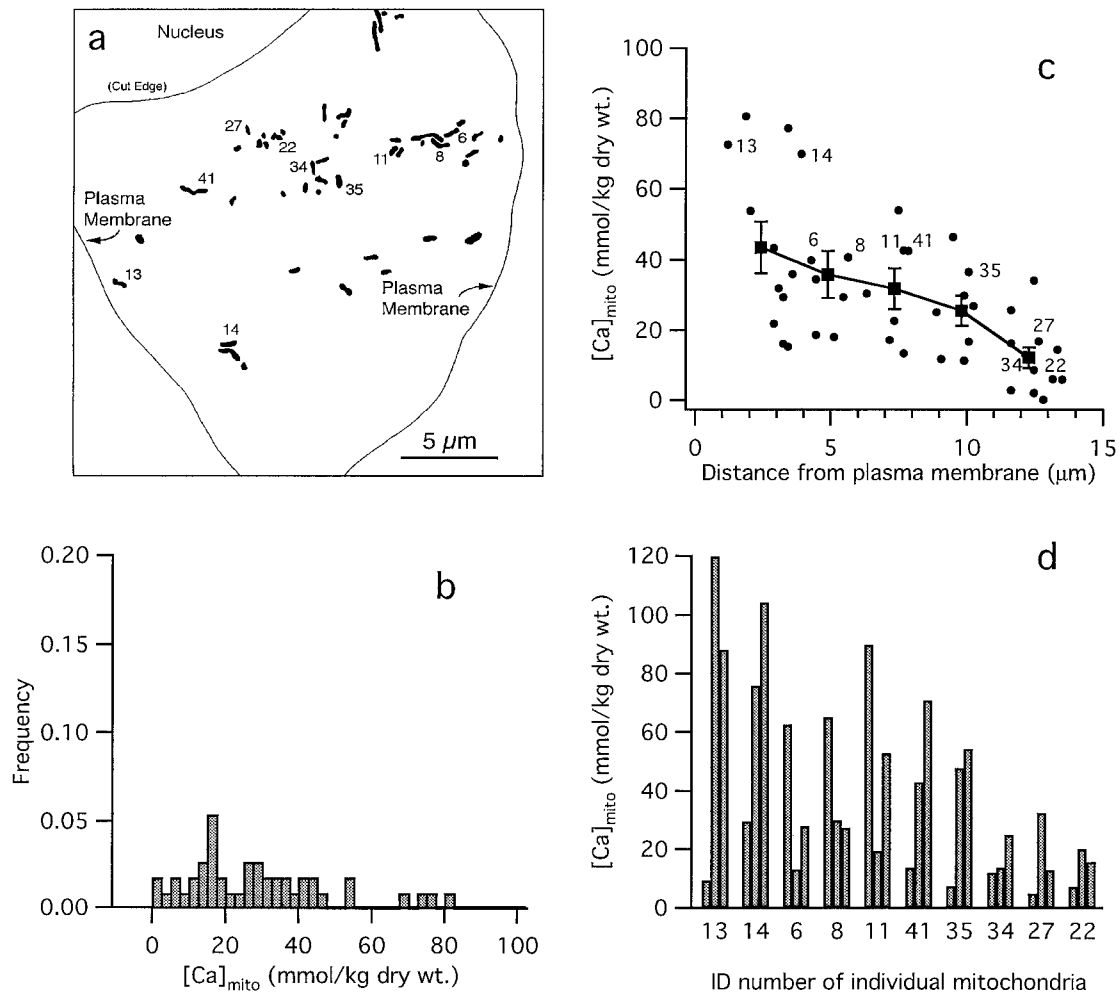 a
Nucleus
(Cut Edge)
27
22
6
11
8
34
35
41
Plasma
Membrane
13
Plasma
Membrane
14
5 µm
c
100
80
60
40
20
0
[Ca]mito (mmol/kg dry wt.)
13
14
6
8
11
41
35
27
34
22
0
5
10
15
Distance from plasma membrane (µm)
b
0.20
0.15
0.10
0.05
0.00
Frequency
0
20
40
60
80
100
[Ca]mito (mmol/kg dry wt.)
d
120
100
80
60
40
20
0
[Ca]mito (mmol/kg dry wt.)
13 14 6 8 11 41 35 34 27 22
ID number of individual mitochondria